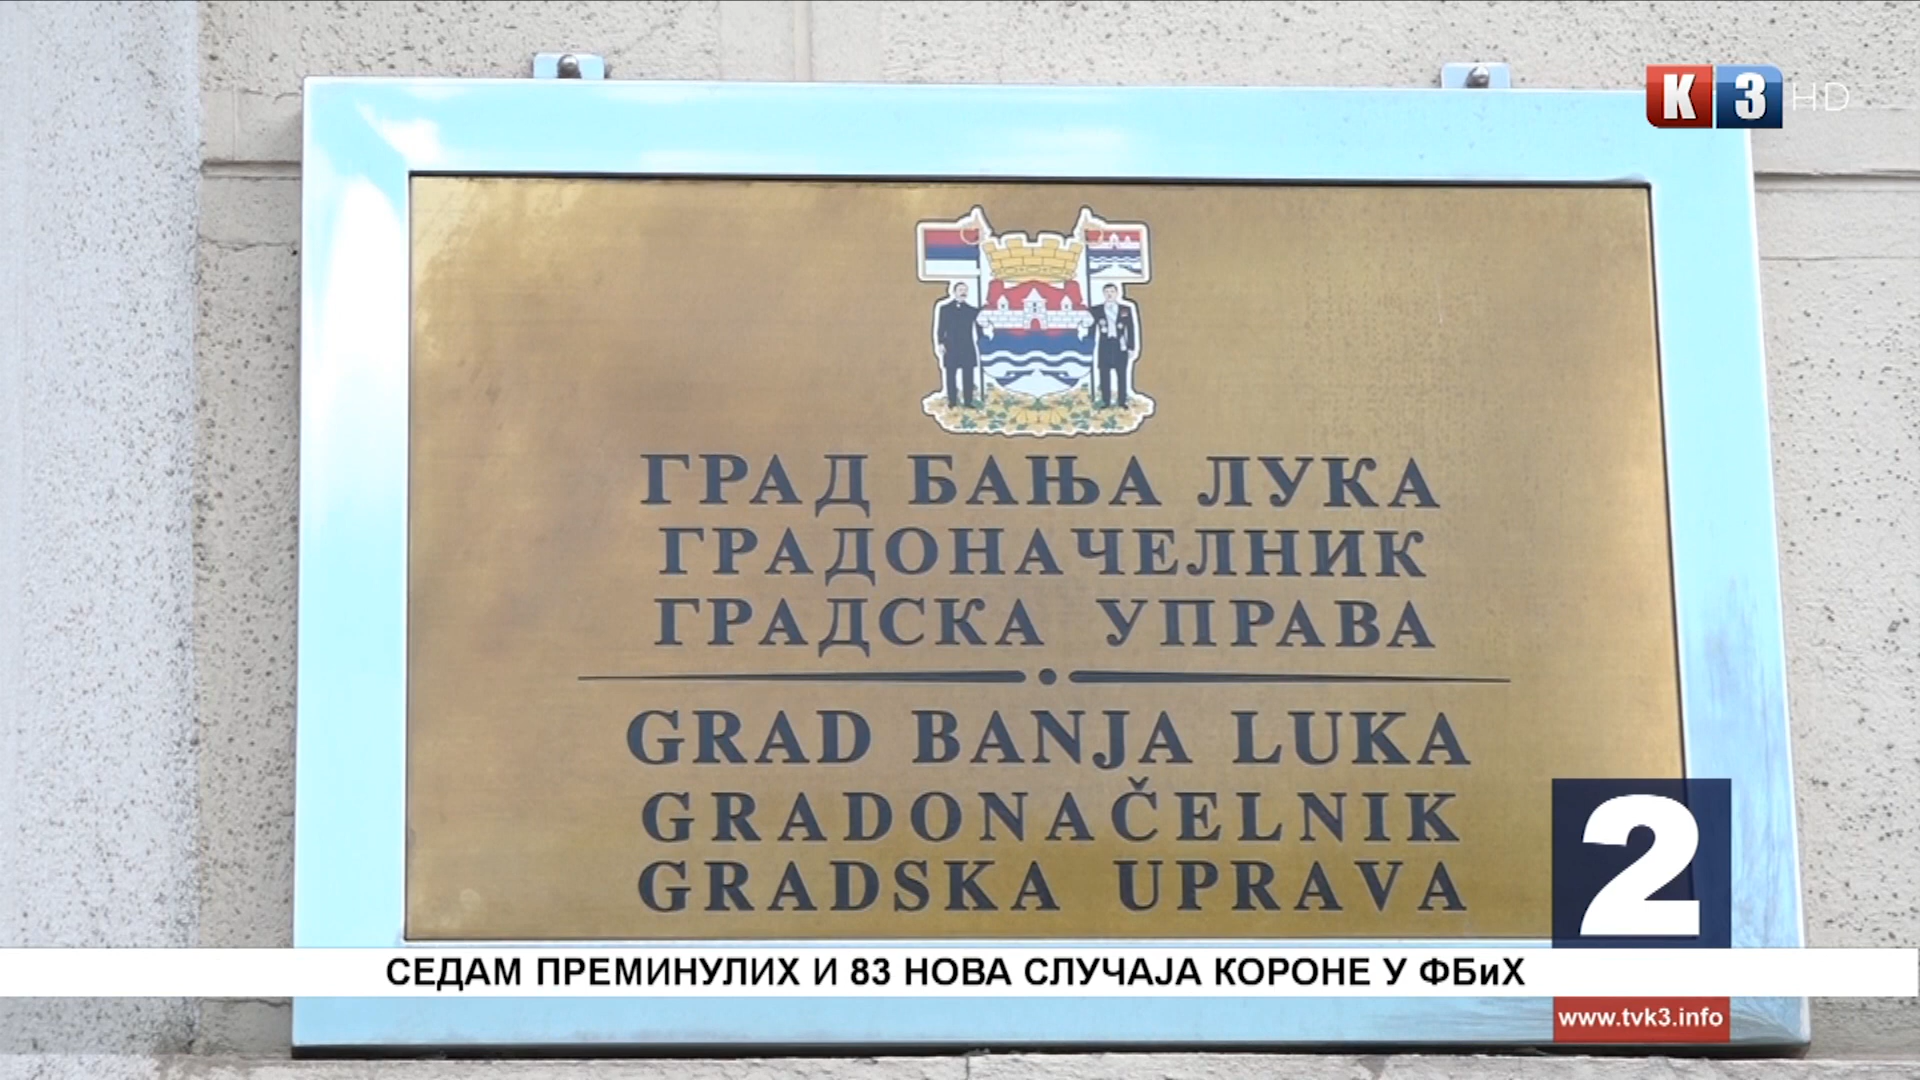 К3 HD
ГРАД БАЊА ЛУКА
ГРАДОНАЧЕЛНИК
ГРАДСКА УПРАВА
GRAD BANJA LUKA
GRADONAČELNIK
GRADSKA UPRAVA
2
СЕДАМ ПРЕМИНУЛИХ И 83 НОВА СЛУЧАЈА КОРОНЕ У ФБиХ
www.tvk3.info